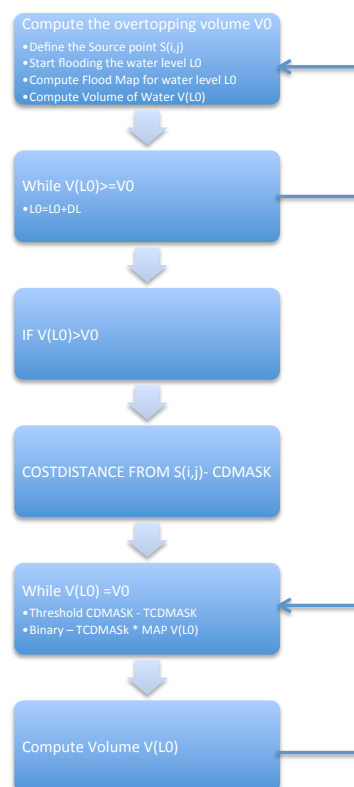 Compute the overtopping volume V0
•Define the Source point S(i,j)
•Start flooding the water level L0
•Compute Flood Map for water level L0
•Compute Volume of Water V(L0)
While V(L0)>=V0
•L0=L0+DL
IF V(L0)>V0
COSTDISTANCE FROM S(i,j)- CDMASK
While V(L0) =V0
•Threshold CDMASK - TCDMASK
•Binary – TCDMASk * MAP V(L0)
Compute Volume V(L0)